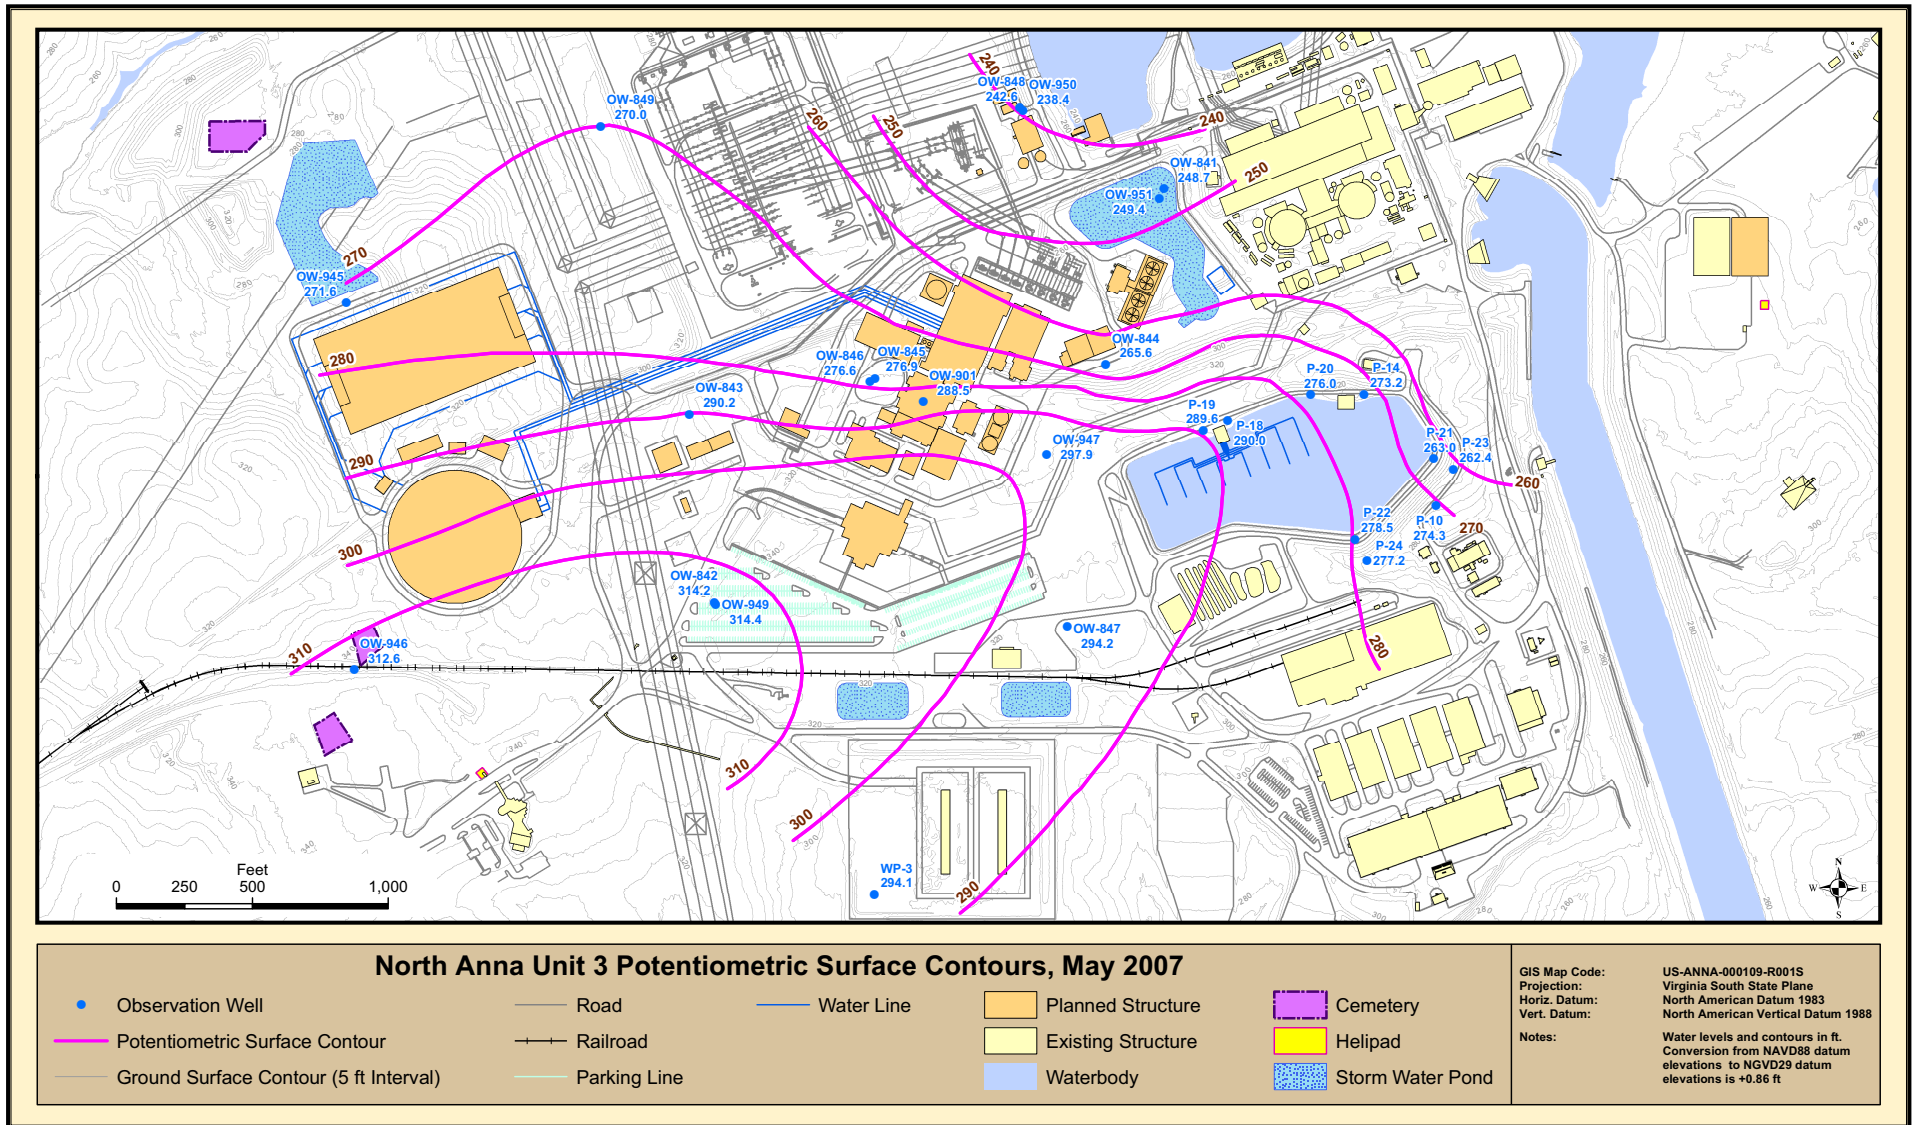 240
OW-848
242.6
OW-950
238.4
OW-849
270.0
260
250
240
OW-841
248.7
250
OW-951
249.4
270
OW-945
271.6
280
OW-846
276.6
OW-845
276.9
OW-901
288.5
OW-844
265.6
OW-843
290.2
P-20
276.0
P-14
273.2
P-19
289.6
P-18
290.0
OW-947
297.9
P-21
263.0
P-23
262.4
290
260
P-22
278.5
P-10
274.3
270
300
P-24
277.2
OW-842
314.2
OW-949
314.4
OW-847
294.2
310
OW-946
312.6
280
310
300
WP-3
294.1
290
Feet
0 250 500 1,000
N
W E
S
North Anna Unit 3 Potentiometric Surface Contours, May 2007
Observation Well
Potentiometric Surface Contour
Ground Surface Contour (5 ft Interval)
Road
Railroad
Parking Line
Water Line
Planned Structure
Existing Structure
Waterbody
Cemetery
Helipad
Storm Water Pond
GIS Map Code: US-ANNA-000109-R001S
Projection: Virginia South State Plane
Horiz. Datum: North American Datum 1983
Vert. Datum: North American Vertical Datum 1988
Notes: Water levels and contours in ft.
Conversion from NAVD88 datum
elevations to NGVD29 datum
elevations is +0.86 ft